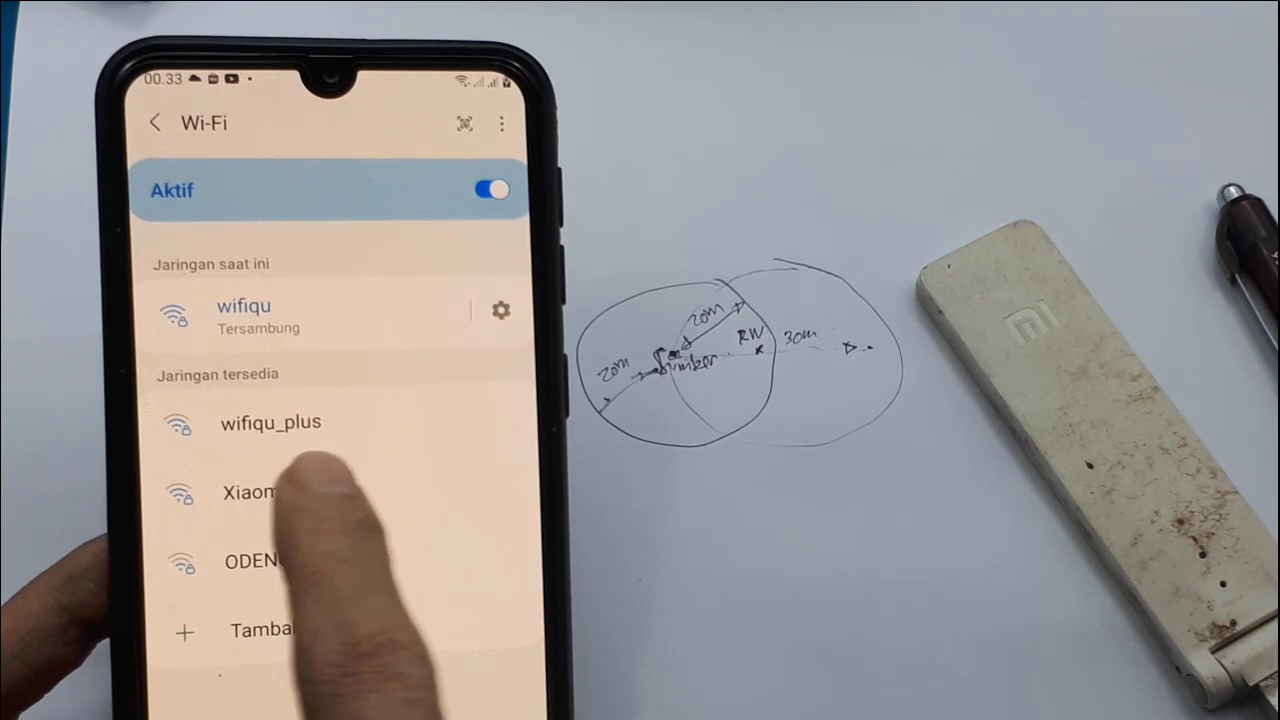 00.33
Wi-Fi
Aktif
Jaringan saat ini
wifiqu
Tersambung
Jaringan tersedia
wifiqu_plus
Xiaom
ODEN
Tamba
20m
20m
RW
30m
mi